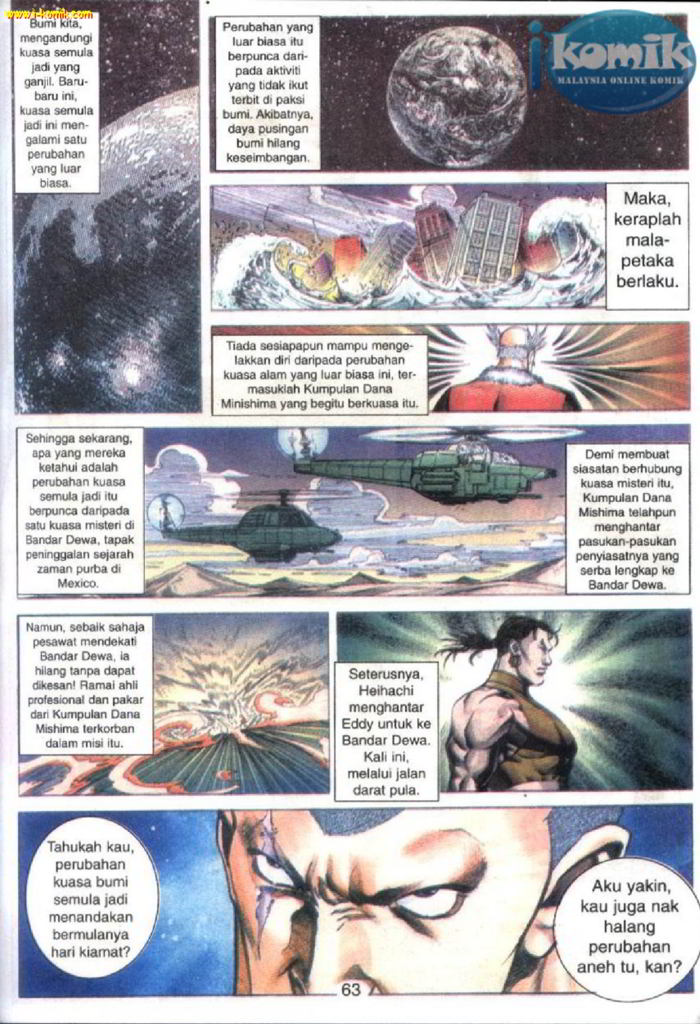 www.i-komik.com
Bumi kita,
mengandungi
kuasa semula
jadi yang
ganjil. Baru-
baru ini,
kuasa semula
jadi ini men-
galami satu
perubahan
yang luar
biasa.
Perubahan yang
luar biasa itu
berpunca dari-
pada aktiviti
yang tidak ikut
terbit di paksi
bumi. Akibatnya,
daya pusingan
bumi hilang
keseimbangan.
ikomik
MALAYSIA ONLINE KOMIK
Maka,
keraplah
mala-
petaka
berlaku.
Tiada sesiapapun mampu menge-
lakkan diri daripada perubahan
kuasa alam yang luar biasa ini, ter-
masuklah Kumpulan Dana
Minishima yang begitu berkuasa itu.
Sehingga sekarang,
apa yang mereka
ketahui adalah
perubahan kuasa
semula jadi itu
berpunca daripada
satu kuasa misteri di
Bandar Dewa, tapak
peninggalan sejarah
zaman purba di
Mexico.
Demi membuat
siasatan berhubung
kuasa misteri itu,
Kumpulan Dana
Mishima telahpun
menghantar
pasukan-pasukan
penyiasatnya yang
serba lengkap ke
Bandar Dewa.
Namun, sebaik sahaja
pesawat mendekati
Bandar Dewa, ia
hilang tanpa dapat
dikesan! Ramai ahli
profesional dan pakar
dari Kumpulan Dana
Mishima terkorban
dalam misi itu.
Seterusnya,
Heihachi
menghantar
Eddy untuk ke
Bandar Dewa.
Kali ini,
melalui jalan
darat pula.
Tahukah kau,
perubahan
kuasa bumi
semula jadi
menandakan
bermulanya
hari kiamat?
Aku yakin,
kau juga nak
halang
perubahan
aneh tu, kan?
63